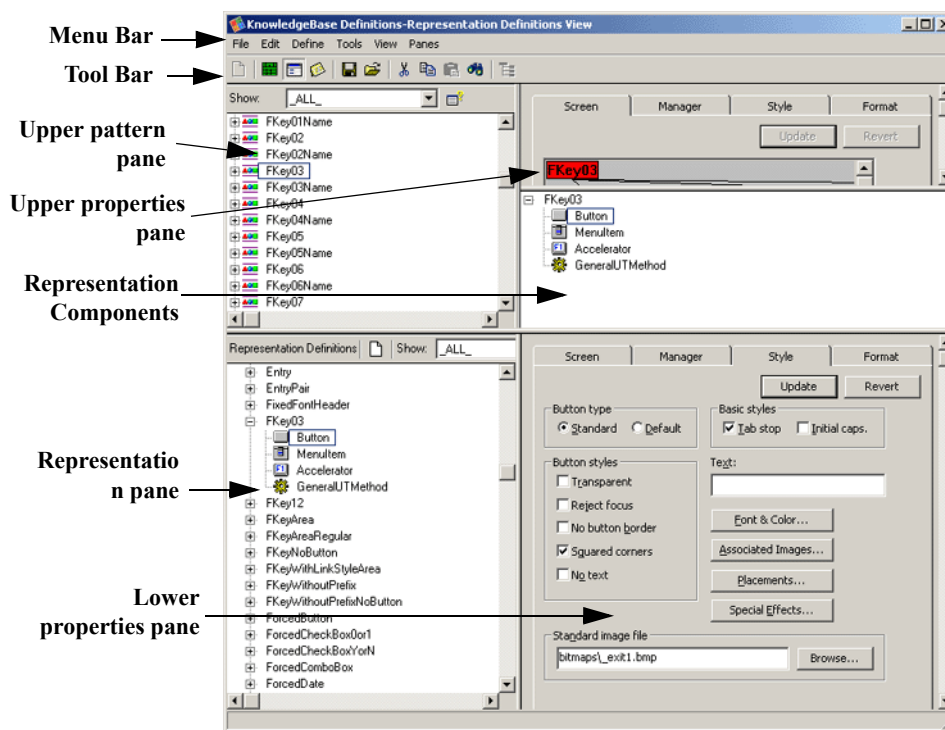 KnowledgeBase Definitions-Representation Definitions View
Menu Bar
File Edit Define Tools View Panes
Tool Bar
Show: _ALL_
Upper pattern
pane
FKey01Name
FKey02
FKey02Name
FKey03
FKey03Name
FKey04
FKey04Name
FKey05
FKey05Name
FKey06
FKey06Name
FKey07
Screen Manager Style Format
Update Revert
FKey03
Upper properties
pane
FKey03
Button
MenuItem
Accelerator
GeneralUTMethod
Representation
Components
Representation Definitions Show: _ALL_
Entry
EntryPair
FixedFontHeader
FKey03
Button
MenuItem
F1 Accelerator
GeneralUTMethod
FKey12
FKeyArea
FKeyAreaRegular
FKeyNoButton
FKeyWithLinkStyleArea
FKeyWithoutPrefix
FKeyWithoutPrefixNoButton
ForcedButton
ForcedCheckBox0or1
ForcedCheckBoxYorN
ForcedComboBox
ForcedDate
Representatio
n pane
Lower
properties pane
Screen Manager Style Format
Update Revert
Button type
Standard Default
Basic styles
Tab stop Initial caps.
Button styles
Transparent
Reject focus
No button border
Squared corners
No text
Text:
Font & Color...
Associated Images...
Placements...
Special Effects...
Standard image file
bitmaps\_exit1.bmp Browse...